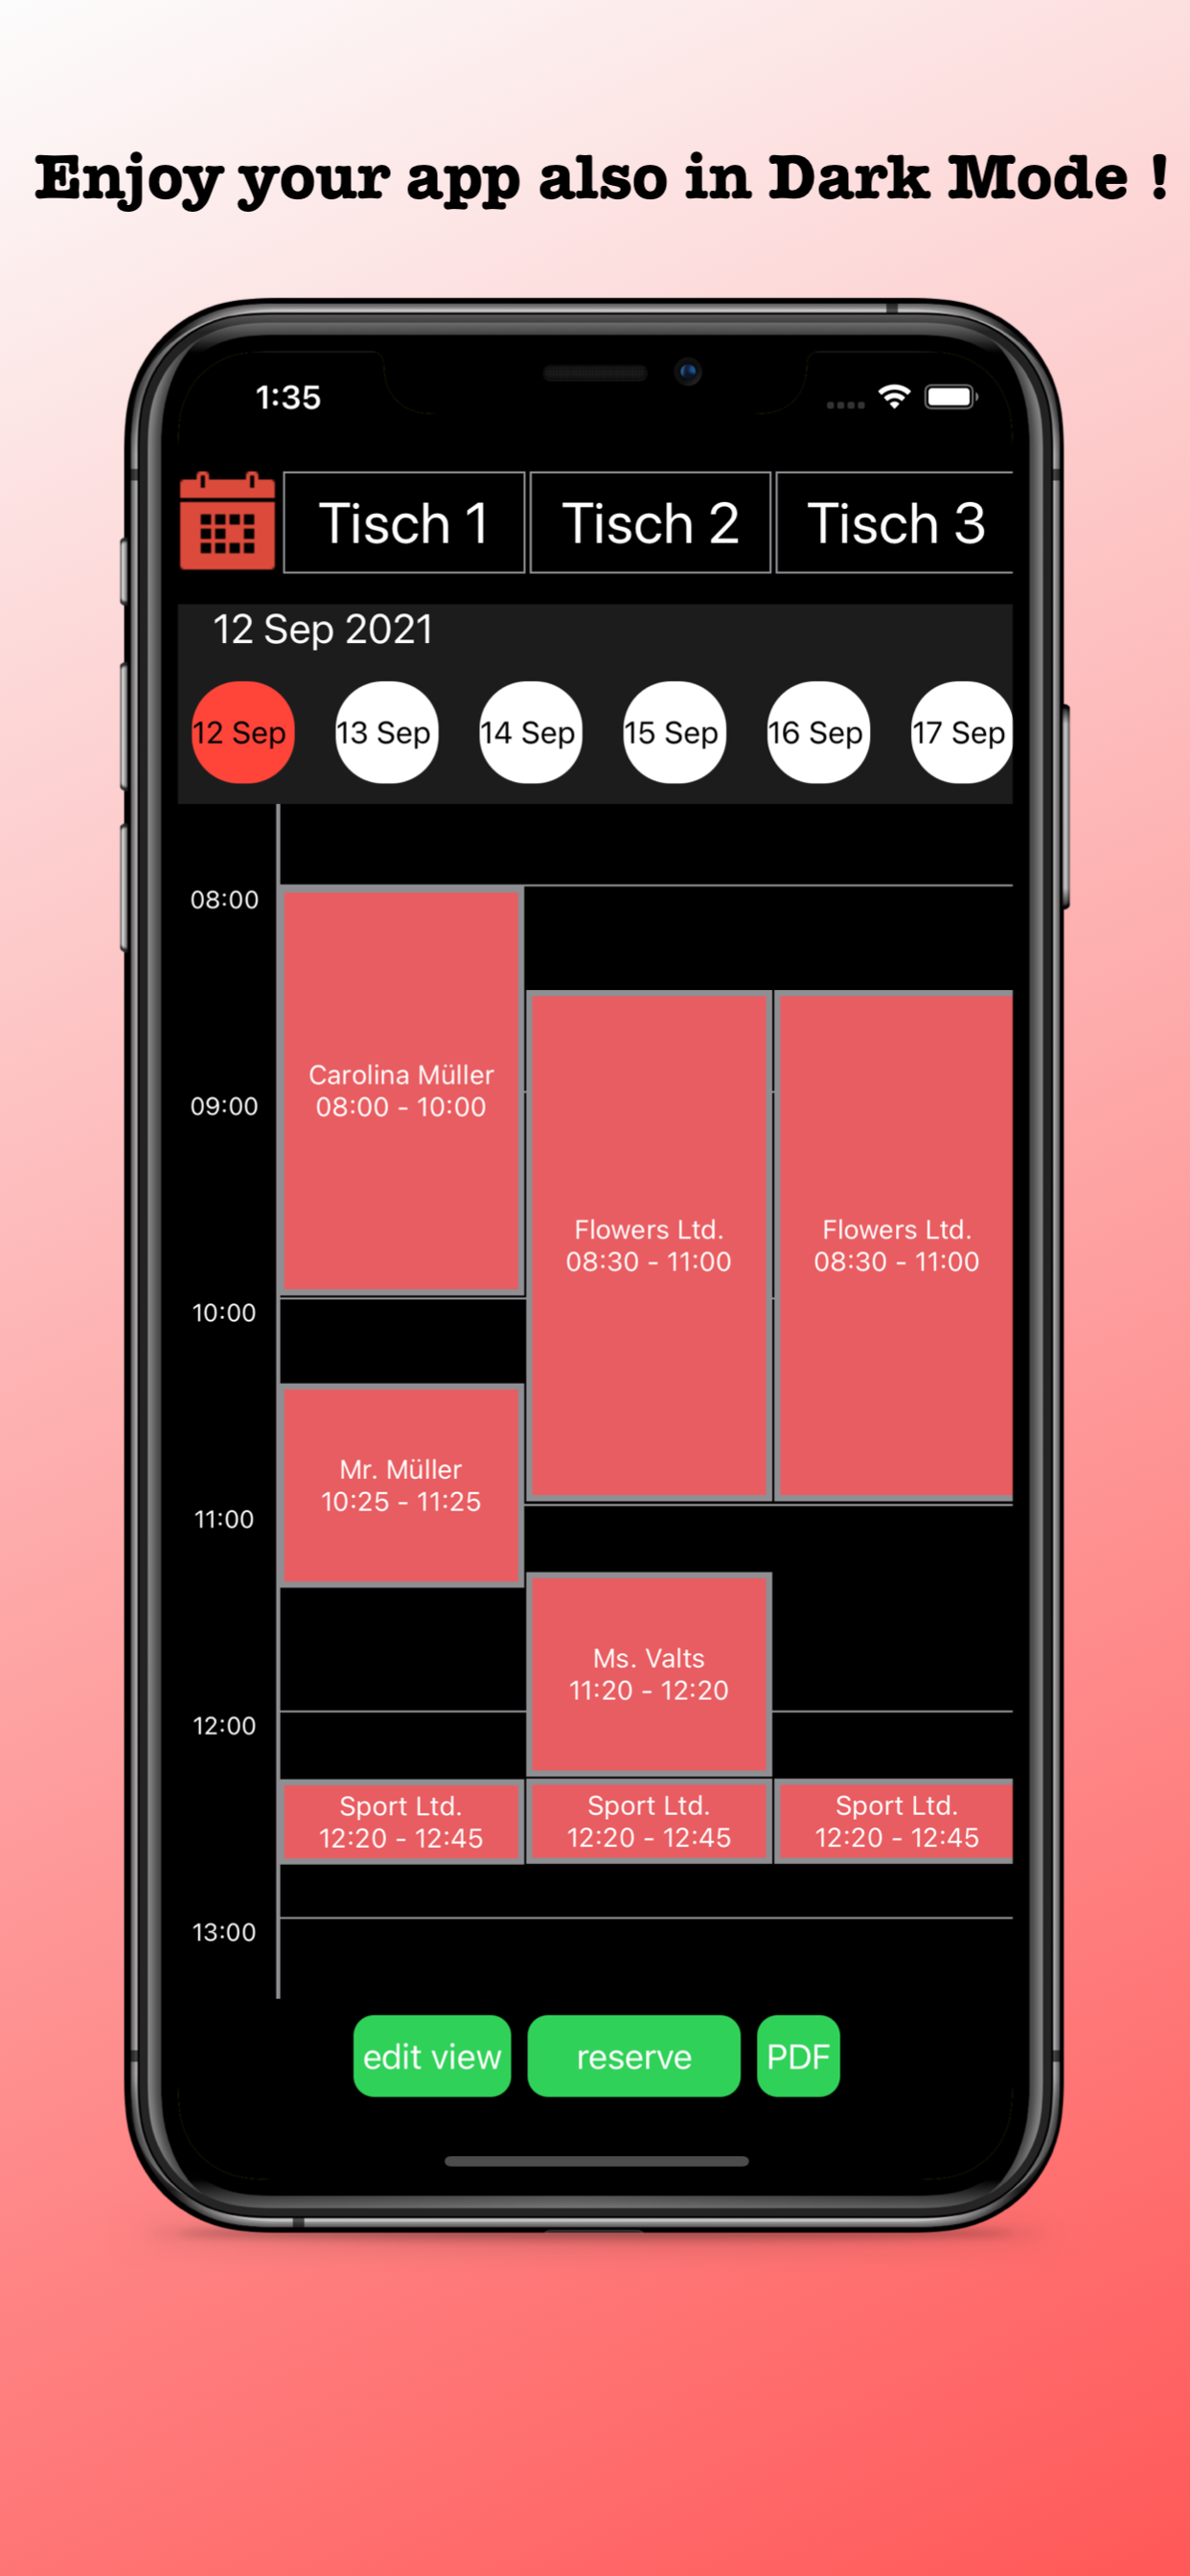 Enjoy your app also in Dark Mode !
1:35
Tisch 1
Tisch 2
Tisch 3
12 Sep 2021
12 Sep
13 Sep
14 Sep
15 Sep
16 Sep
17 Sep
08:00
09:00
10:00
11:00
12:00
13:00
Carolina Müller
08:00 - 10:00
Mr. Müller
10:25 - 11:25
Sport Ltd.
12:20 - 12:45
Flowers Ltd.
08:30 - 11:00
Ms. Valts
11:20 - 12:20
Sport Ltd.
12:20 - 12:45
Flowers Ltd.
08:30 - 11:00
Sport Ltd.
12:20 - 12:45
edit view
reserve
PDF